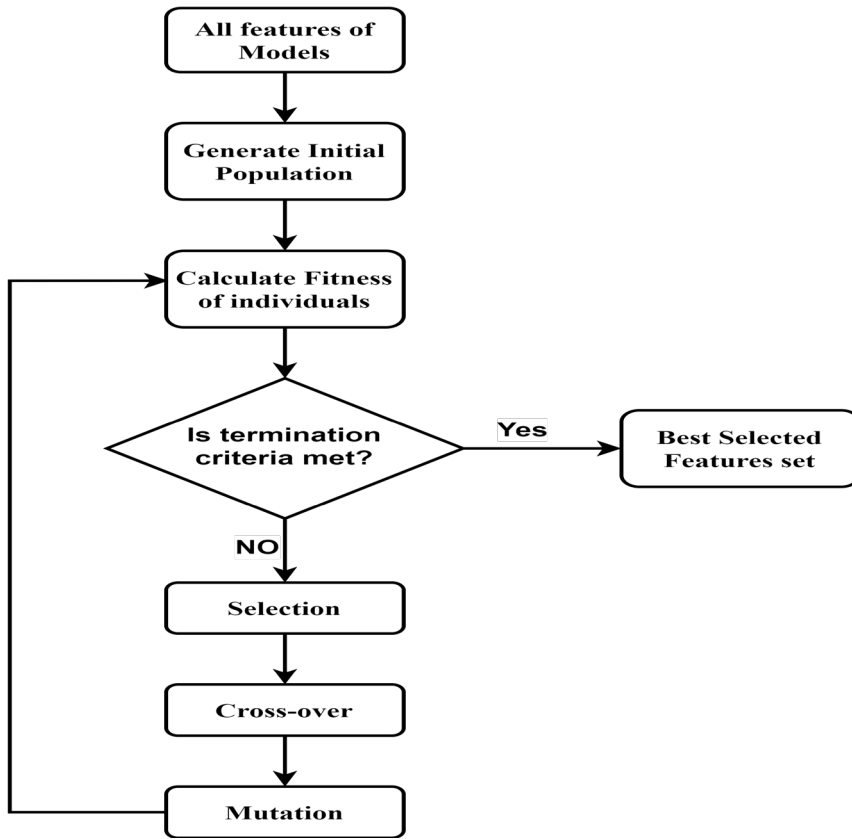 All features of
Models
Generate Initial
Population
Calculate Fitness
of individuals
Is termination
criteria met?
Yes
Best Selected
Features set
NO
Selection
Cross-over
Mutation